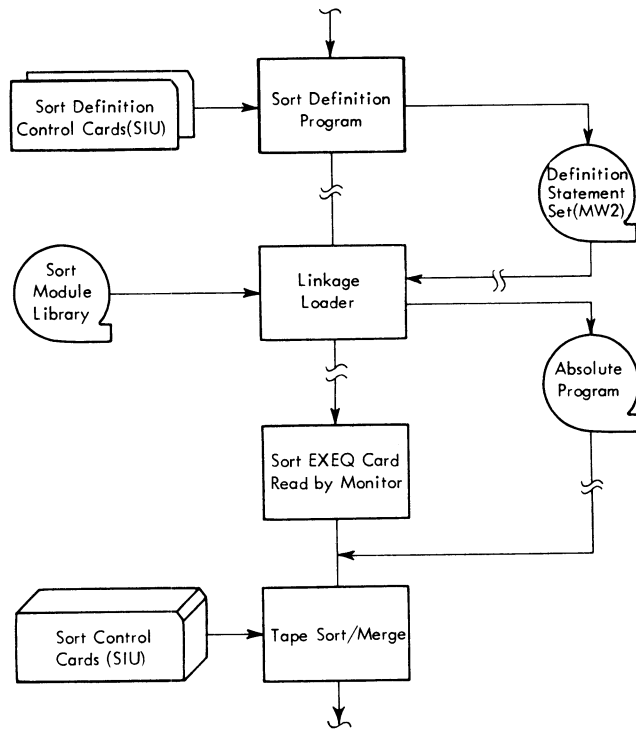 Sort Definition
Control Cards(SIU)
Sort Definition
Program
Definition
Statement
Set(MW2)
Sort
Module
Library
Linkage
Loader
Absolute
Program
Sort EXEQ Card
Read by Monitor
Sort Control
Cards (SIU)
Tape Sort/Merge